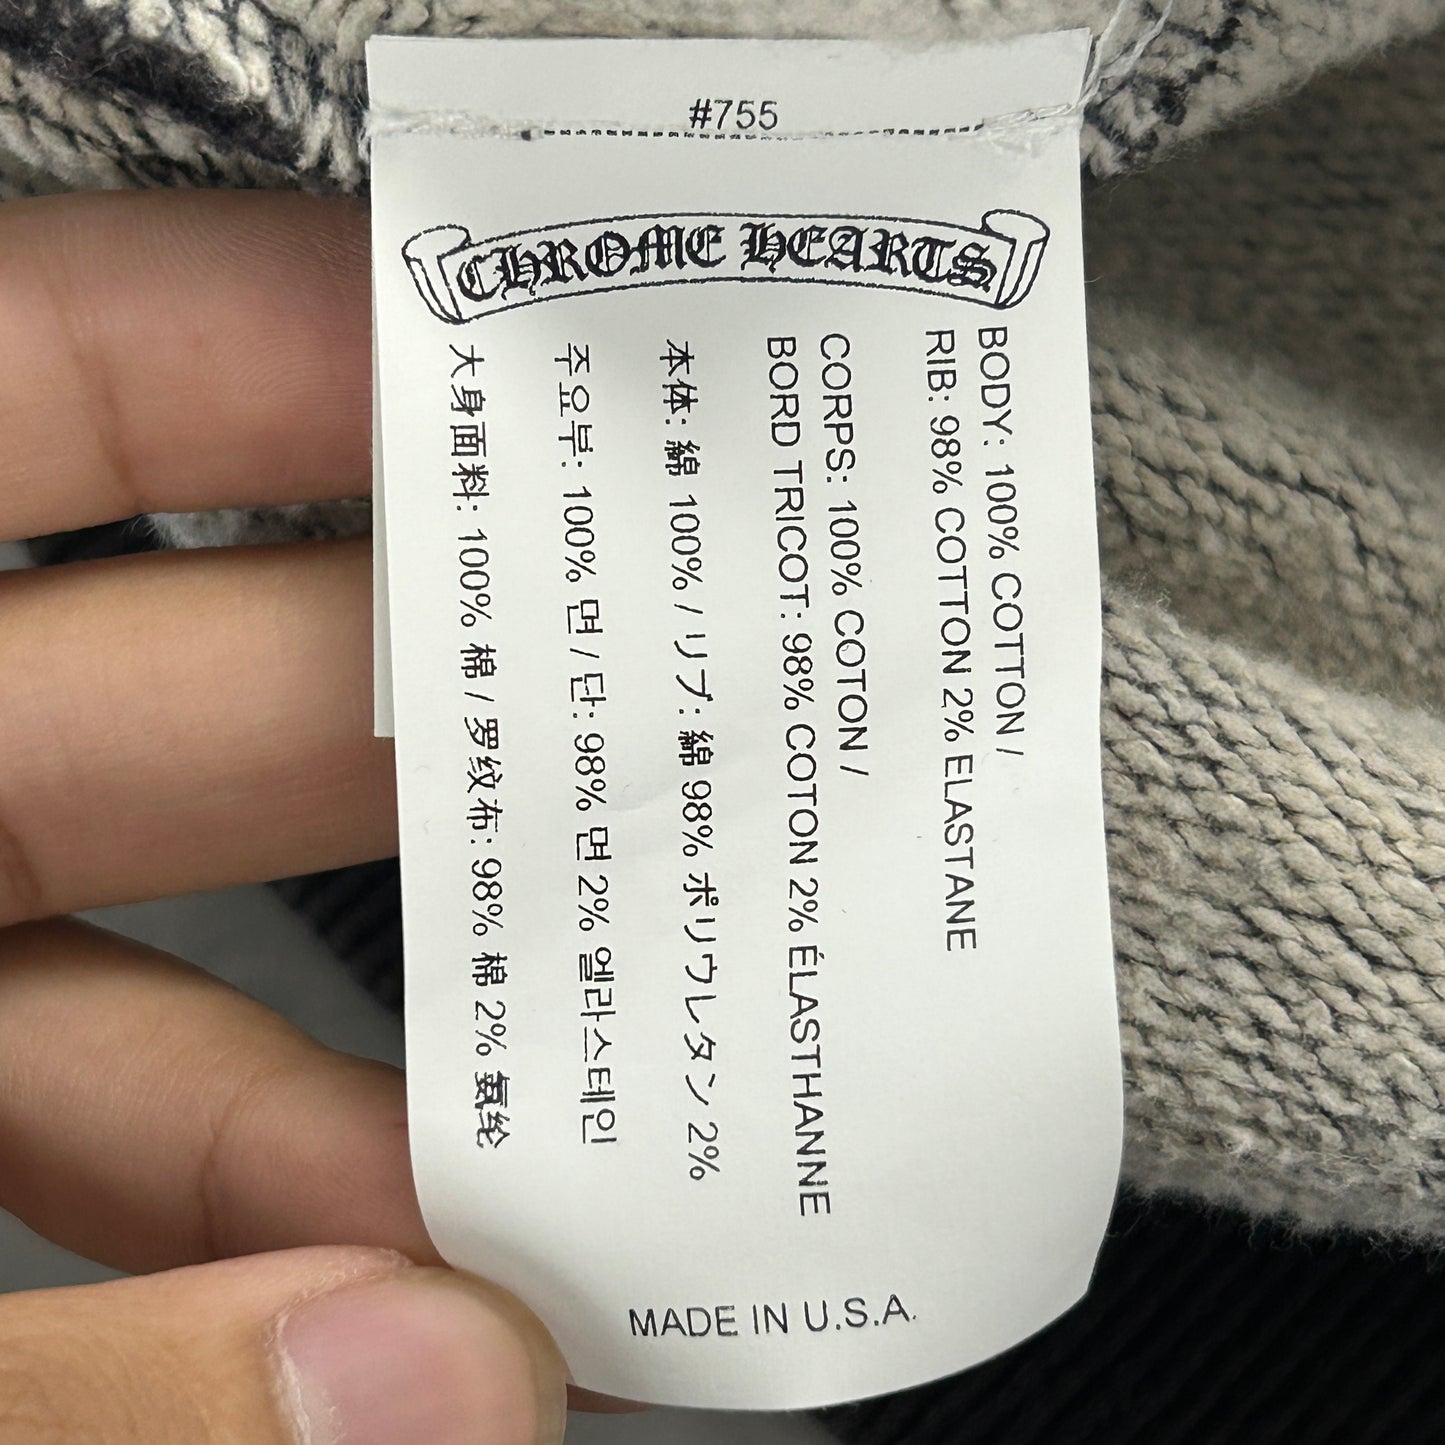 #755
CHROME HEARTS
BODY: 100% COTTON /
RIB: 98% COTTON 2% ELASTANE
CORPS: 100% COTON /
BORD TRICOT: 98% COTON 2% ÉLASTHANNE
本体: 綿 100% / リブ: 綿 98% ポリウレタン 2%
주요부: 100% 면 / 단: 98% 면 2% 엘라스테인
大身面料: 100% 棉 / 罗纹布: 98% 棉 2% 氨纶
MADE IN U.S.A.